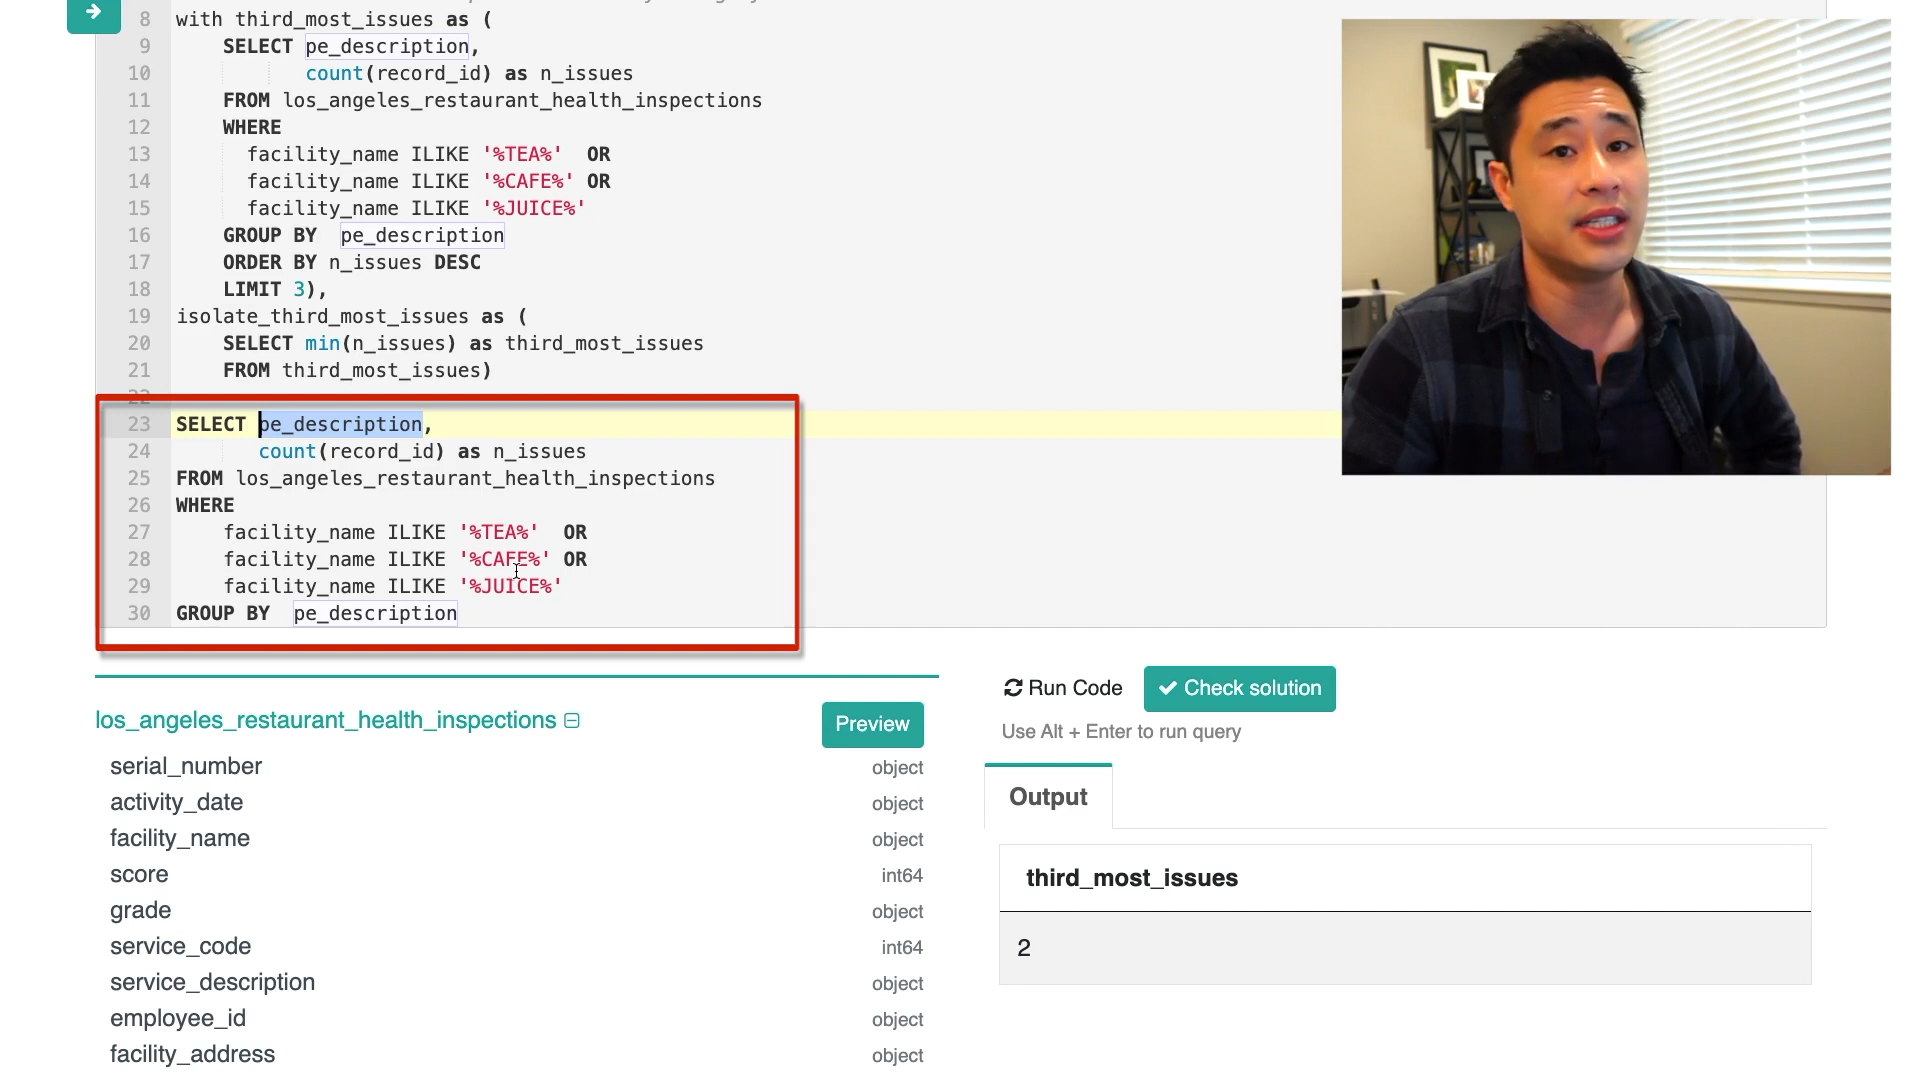 8 with third_most_issues as (
9 SELECT pe_description,
10 count(record_id) as n_issues
11 FROM los_angeles_restaurant_health_inspections
12 WHERE
13 facility_name ILIKE '%TEA%' OR
14 facility_name ILIKE '%CAFE%' OR
15 facility_name ILIKE '%JUICE%'
16 GROUP BY pe_description
17 ORDER BY n_issues DESC
18 LIMIT 3),
19 isolate_third_most_issues as (
20 SELECT min(n_issues) as third_most_issues
21 FROM third_most_issues)
22
23 SELECT pe_description,
24 count(record_id) as n_issues
25 FROM los_angeles_restaurant_health_inspections
26 WHERE
27 facility_name ILIKE '%TEA%' OR
28 facility_name ILIKE '%CAFE%' OR
29 facility_name ILIKE '%JUICE%'
30 GROUP BY pe_description
los_angeles_restaurant_health_inspections
Preview
serial_number object
activity_date object
facility_name object
score int64
grade object
service_code int64
service_description object
employee_id object
facility_address object
Run Code
Check solution
Use Alt + Enter to run query
Output
third_most_issues
2